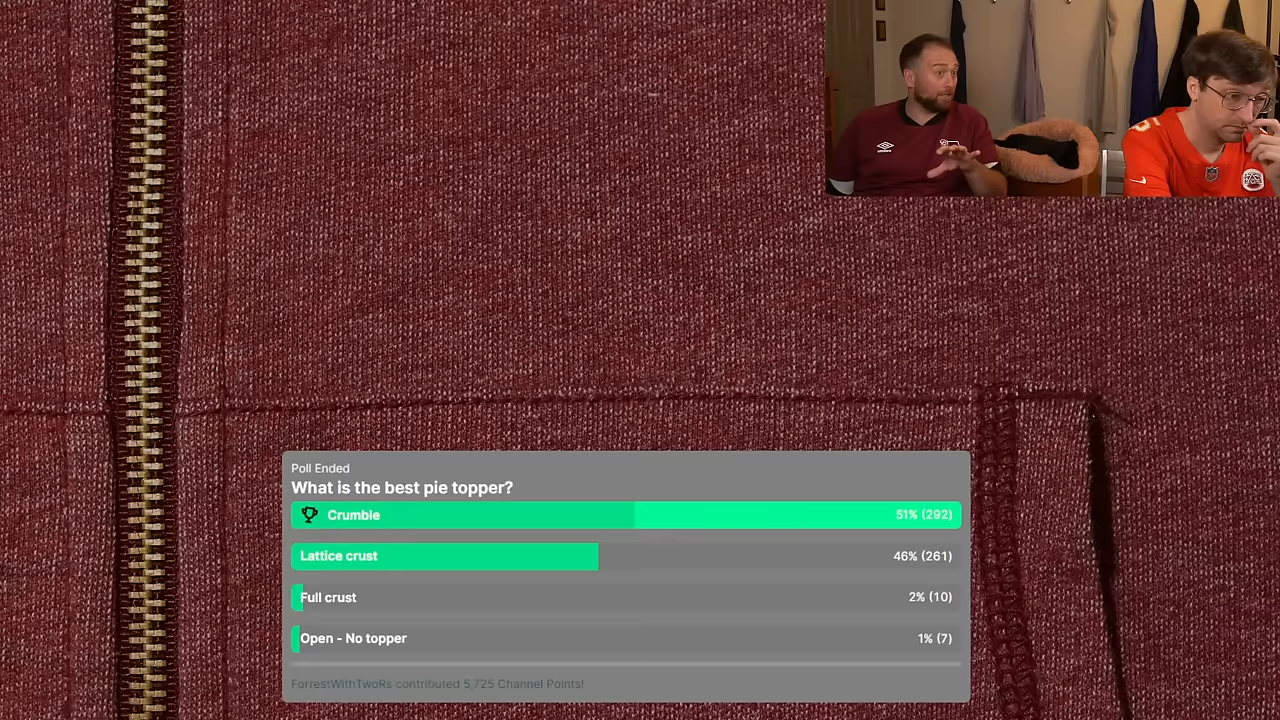 Poll Ended
What is the best pie topper?
Crumble 51% (292)
Lattice crust 46% (261)
Full crust 2% (10)
Open - No topper 1% (7)
ForrestWithTwoRs contributed 5,725 Channel Points!